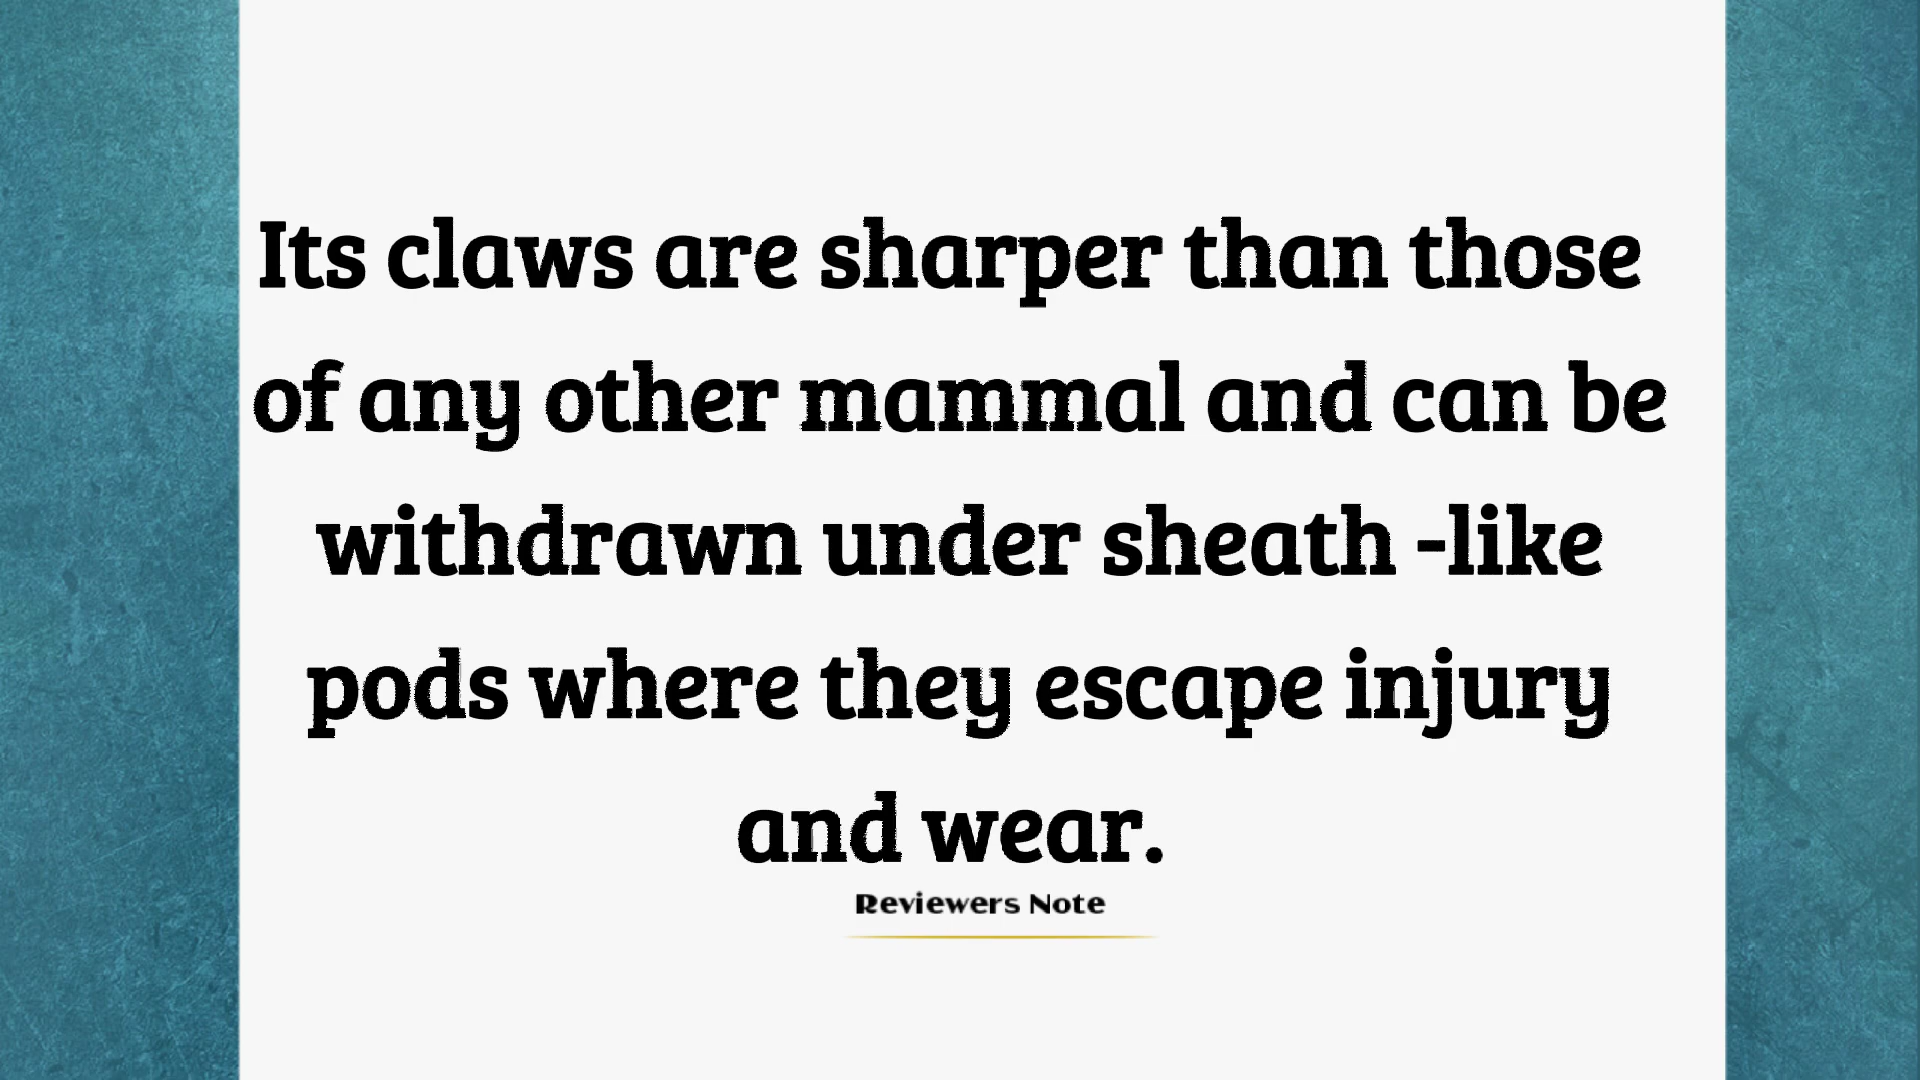 Its claws are sharper than those
of any other mammal and can be
withdrawn under sheath -like
pods where they escape injury
and wear.
Reviewers Note